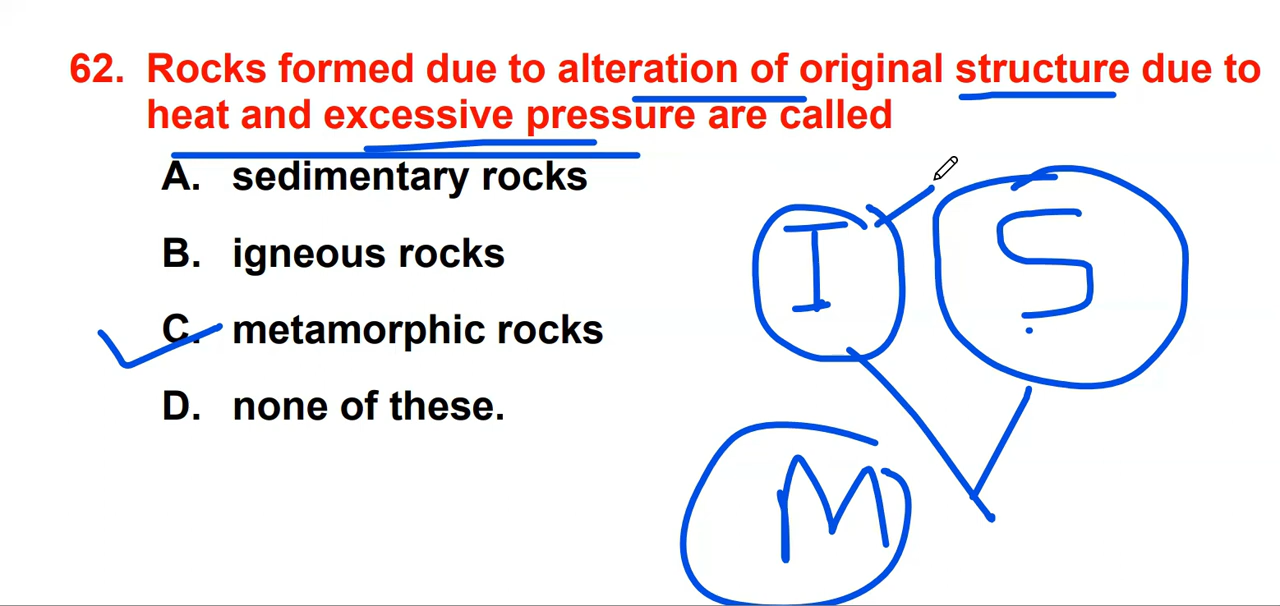 62. Rocks formed due to alteration of original structure due to
heat and excessive pressure are called
A. sedimentary rocks
B. igneous rocks
C. metamorphic rocks
D. none of these.
I
S
M